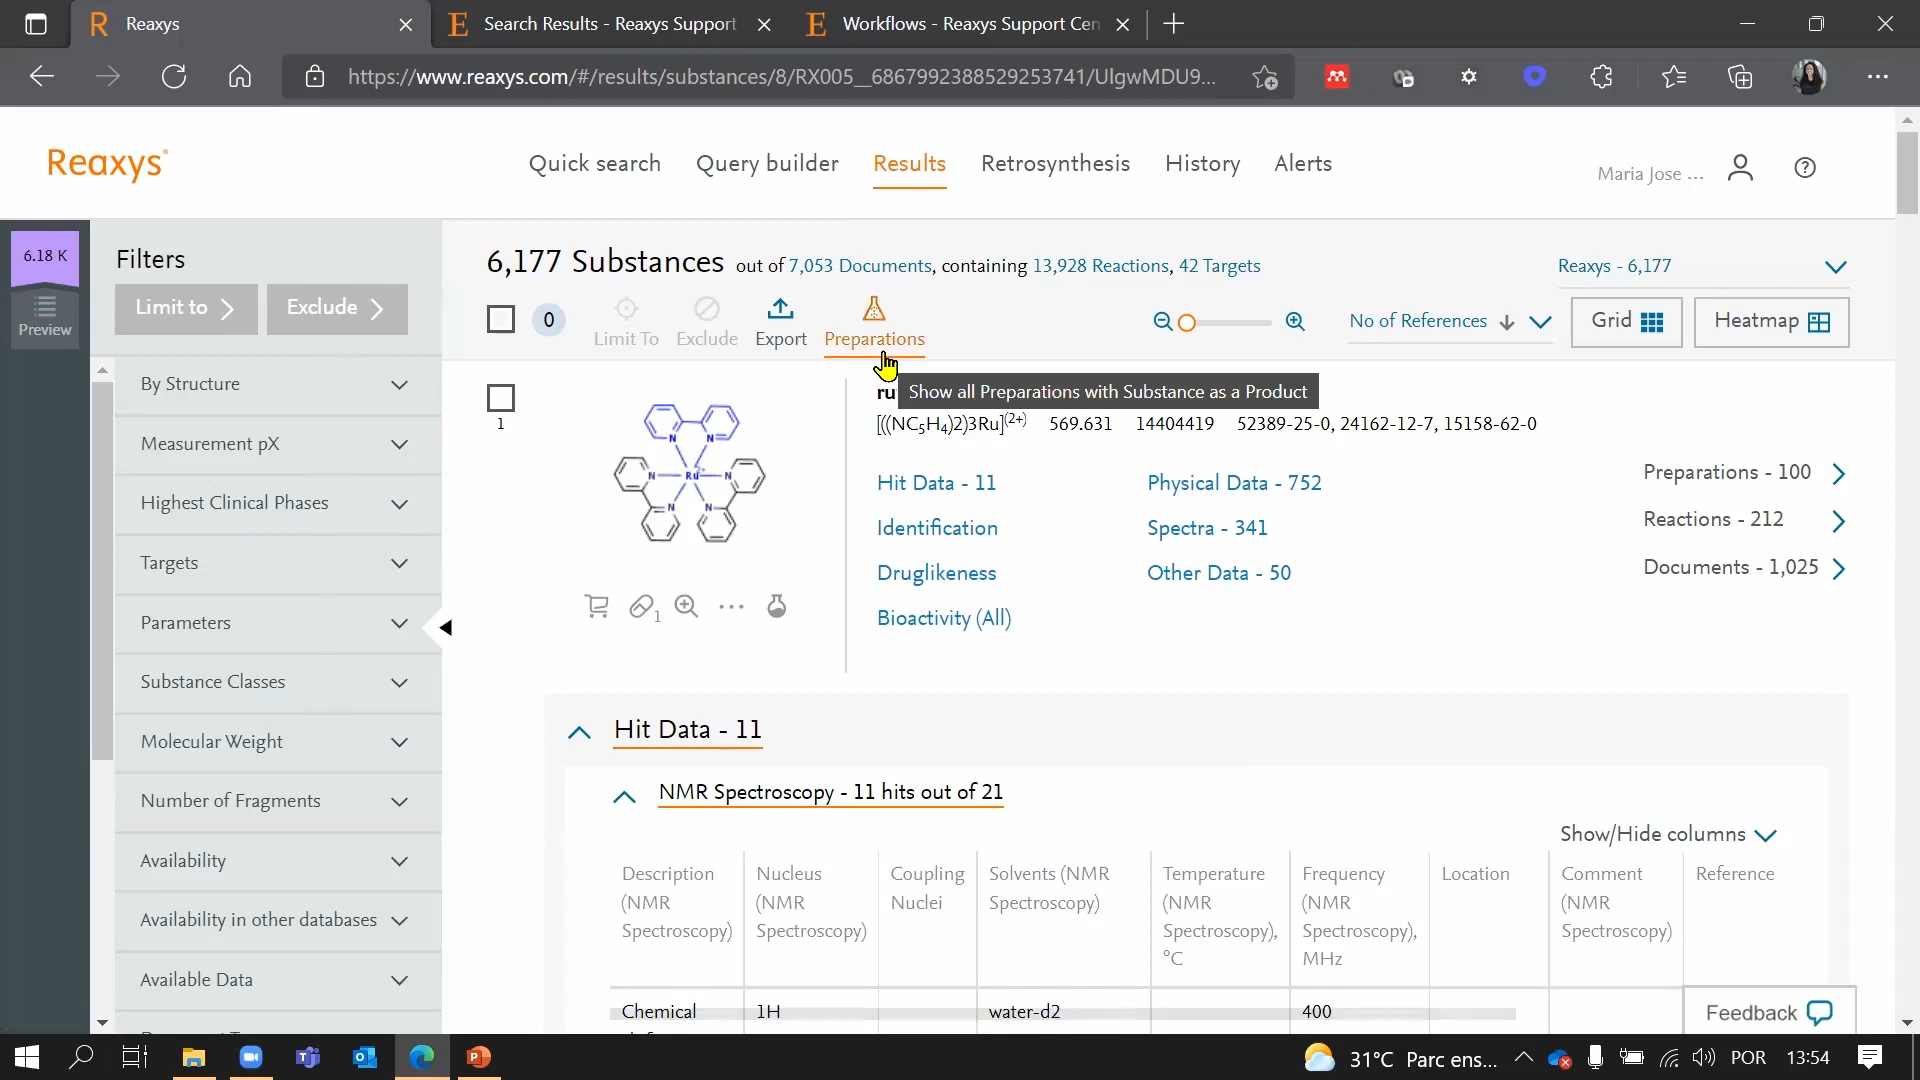 Reaxys
Search Results - Reaxys Support
Workflows - Reaxys Support Cen
https://www.reaxys.com/#/results/substances/8/RX005__6867992388529253741/UlgwMDU9...
Reaxys
Quick search
Query builder
Results
Retrosynthesis
History
Alerts
Maria Jose ...
6.18 K
Preview
Filters
Limit to
Exclude
By Structure
Measurement pX
Highest Clinical Phases
Targets
Parameters
Substance Classes
Molecular Weight
Number of Fragments
Availability
Availability in other databases
Available Data
6,177 Substances out of 7,053 Documents, containing 13,928 Reactions, 42 Targets
Reaxys - 6,177
0
Limit To
Exclude
Export
Preparations
No of References
Grid
Heatmap
Show all Preparations with Substance as a Product
1
ru
[((NC5H4)2)3Ru](2+) 569.631 14404419 52389-25-0, 24162-12-7, 15158-62-0
N N
N Ru2+ N
N N
1
Hit Data - 11
Identification
Druglikeness
Bioactivity (All)
Physical Data - 752
Spectra - 341
Other Data - 50
Preparations - 100
Reactions - 212
Documents - 1,025
Hit Data - 11
NMR Spectroscopy - 11 hits out of 21
Show/Hide columns
Description (NMR Spectroscopy)
Nucleus (NMR Spectroscopy)
Coupling Nuclei
Solvents (NMR Spectroscopy)
Temperature (NMR Spectroscopy), °C
Frequency (NMR Spectroscopy), MHz
Location
Comment (NMR Spectroscopy)
Reference
Chemical
1H
water-d2
400
Feedback
31°C Parc ens...
POR
13:54